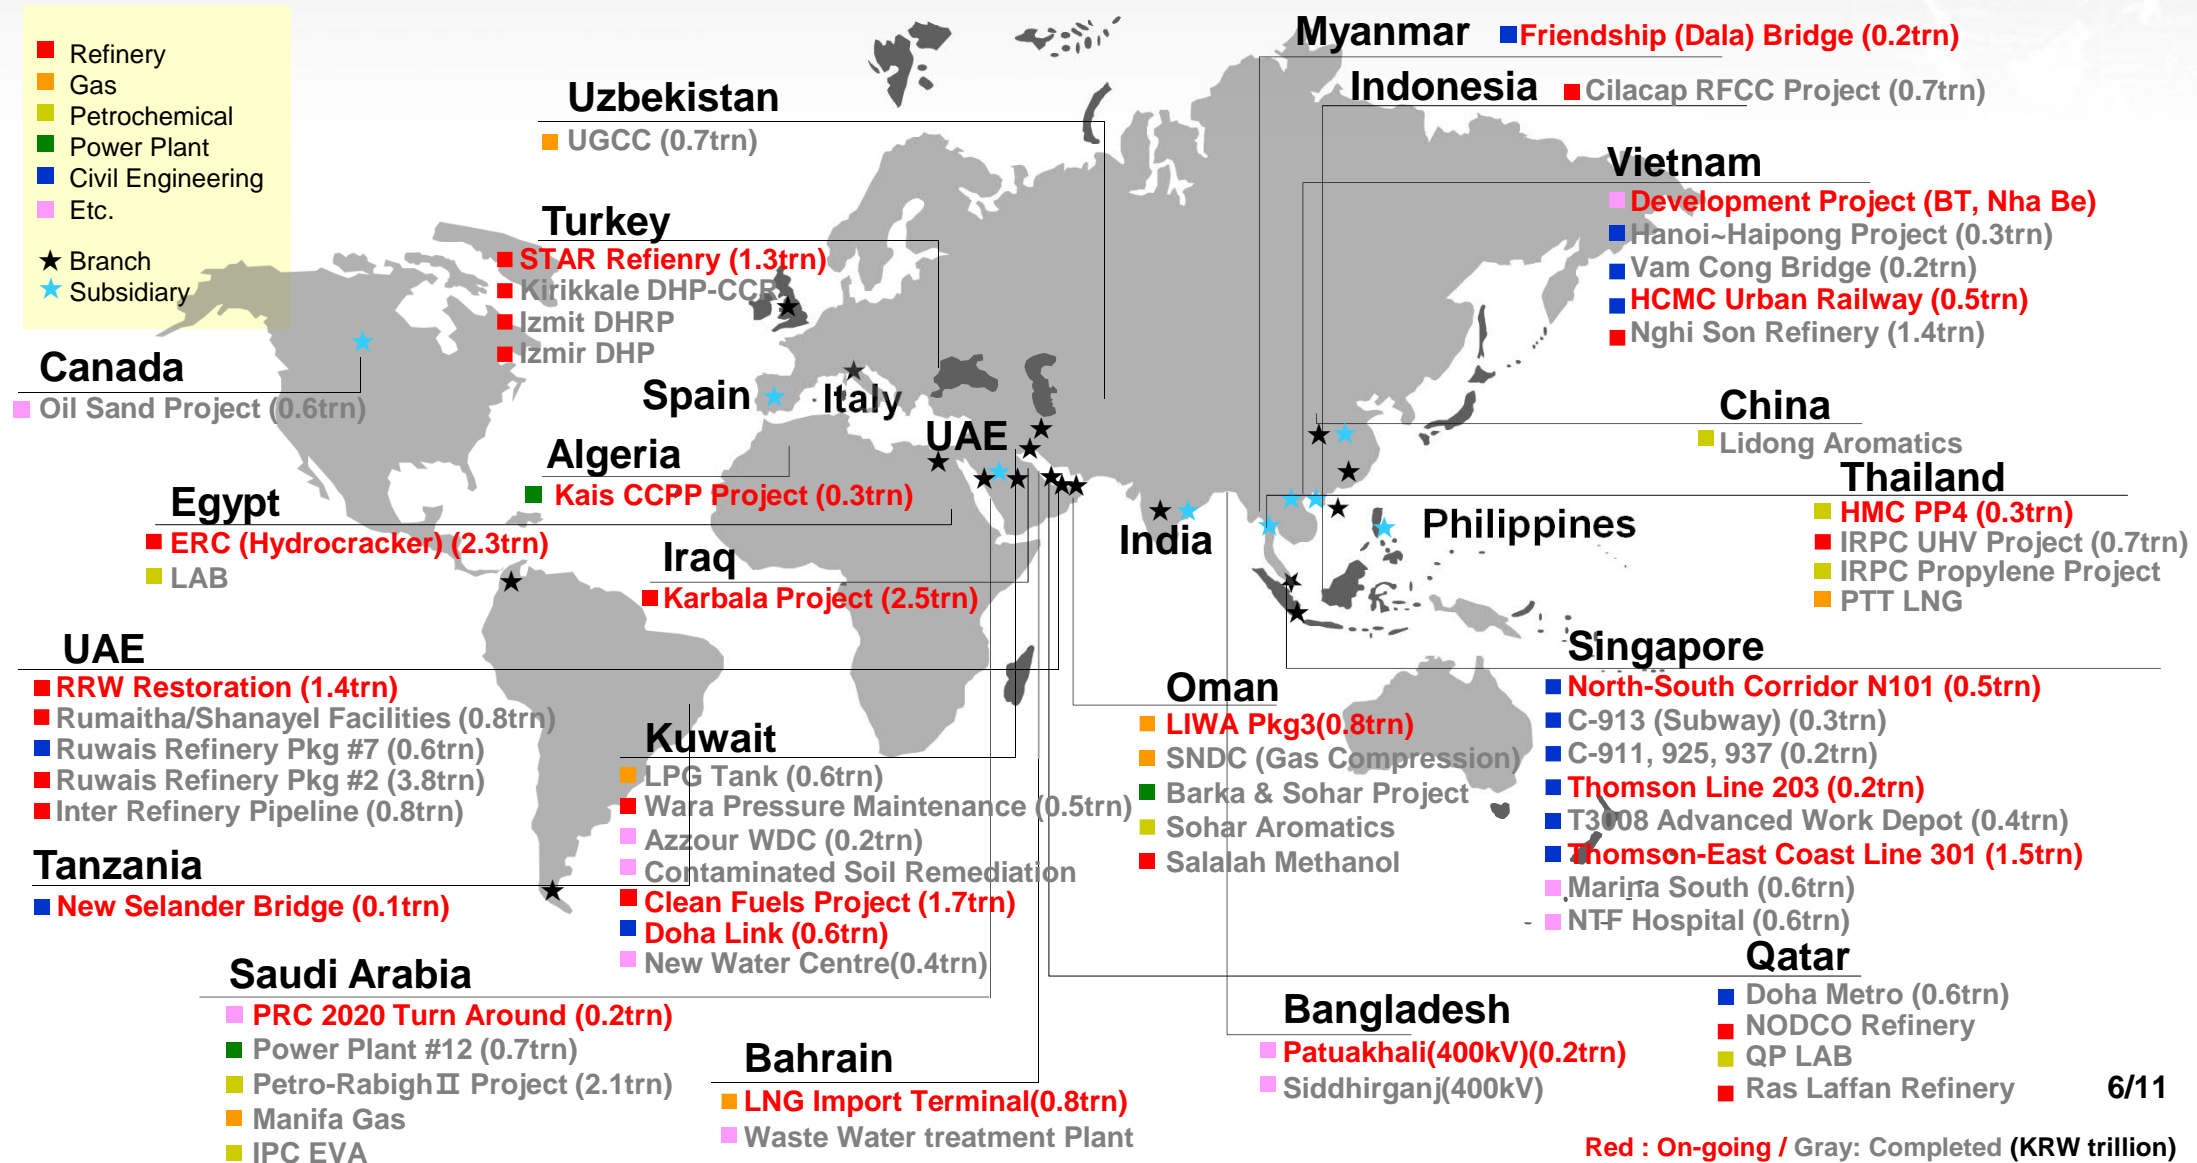 Refinery
Gas
Petrochemical
Power Plant
Civil Engineering
Etc.
Branch
Subsidiary
Myanmar
Friendship (Dala) Bridge (0.2trn)
Indonesia
Cilacap RFCC Project (0.7trn)
Uzbekistan
UGCC (0.7trn)
Vietnam
Development Project (BT, Nha Be)
Hanoi~Haipong Project (0.3trn)
Vam Cong Bridge (0.2trn)
HCMC Urban Railway (0.5trn)
Nghi Son Refinery (1.4trn)
Turkey
STAR Refienry (1.3trn)
Kirikkale DHP-CCR
Izmit DHRP
Izmir DHP
Canada
Oil Sand Project (0.6trn)
Spain
Italy
UAE
China
Lidong Aromatics
Algeria
Kais CCPP Project (0.3trn)
Thailand
HMC PP4 (0.3trn)
IRPC UHV Project (0.7trn)
IRPC Propylene Project
PTT LNG
Egypt
ERC (Hydrocracker) (2.3trn)
LAB
India
Philippines
Iraq
Karbala Project (2.5trn)
UAE
RRW Restoration (1.4trn)
Rumaitha/Shanayel Facilities (0.8trn)
Ruwais Refinery Pkg #7 (0.6trn)
Ruwais Refinery Pkg #2 (3.8trn)
Inter Refinery Pipeline (0.8trn)
Singapore
North-South Corridor N101 (0.5trn)
C-913 (Subway) (0.3trn)
C-911, 925, 937 (0.2trn)
Thomson Line 203 (0.2trn)
T3008 Advanced Work Depot (0.4trn)
Thomson-East Coast Line 301 (1.5trn)
Marina South (0.6trn)
NTF Hospital (0.6trn)
Oman
LIWA Pkg3(0.8trn)
SNDC (Gas Compression)
Barka & Sohar Project
Sohar Aromatics
Salalah Methanol
Kuwait
LPG Tank (0.6trn)
Wara Pressure Maintenance (0.5trn)
Azzour WDC (0.2trn)
Contaminated Soil Remediation
Clean Fuels Project (1.7trn)
Doha Link (0.6trn)
New Water Centre(0.4trn)
Tanzania
New Selander Bridge (0.1trn)
Saudi Arabia
PRC 2020 Turn Around (0.2trn)
Power Plant #12 (0.7trn)
Petro-RabighⅡ Project (2.1trn)
Manifa Gas
IPC EVA
Bahrain
LNG Import Terminal(0.8trn)
Waste Water treatment Plant
Bangladesh
Patuakhali(400kV)(0.2trn)
Siddhirganj(400kV)
Qatar
Doha Metro (0.6trn)
NODCO Refinery
QP LAB
Ras Laffan Refinery
6/11
Red : On-going / Gray: Completed (KRW trillion)